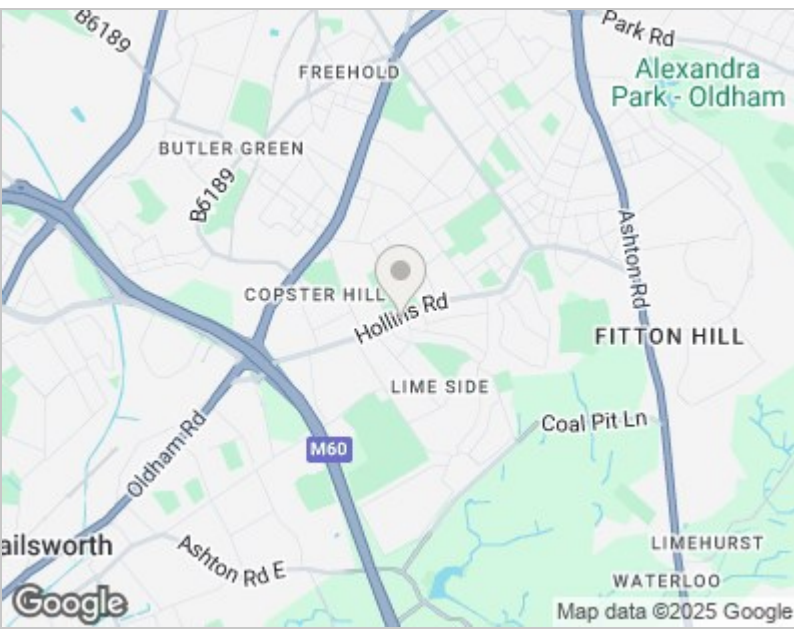 B6189
Park Rd
FREEHOLD
Alexandra
Park - Oldham
BUTLER GREEN
B6189
Ashton Rd
COPSTER HILL
Hollins Rd
FITTON HILL
LIME SIDE
Coal Pit Ln
Oldham Rd
M60
ailsworth
Ashton Rd E
LIMEHURST
WATERLOO
Google
Map data ©2025 Google